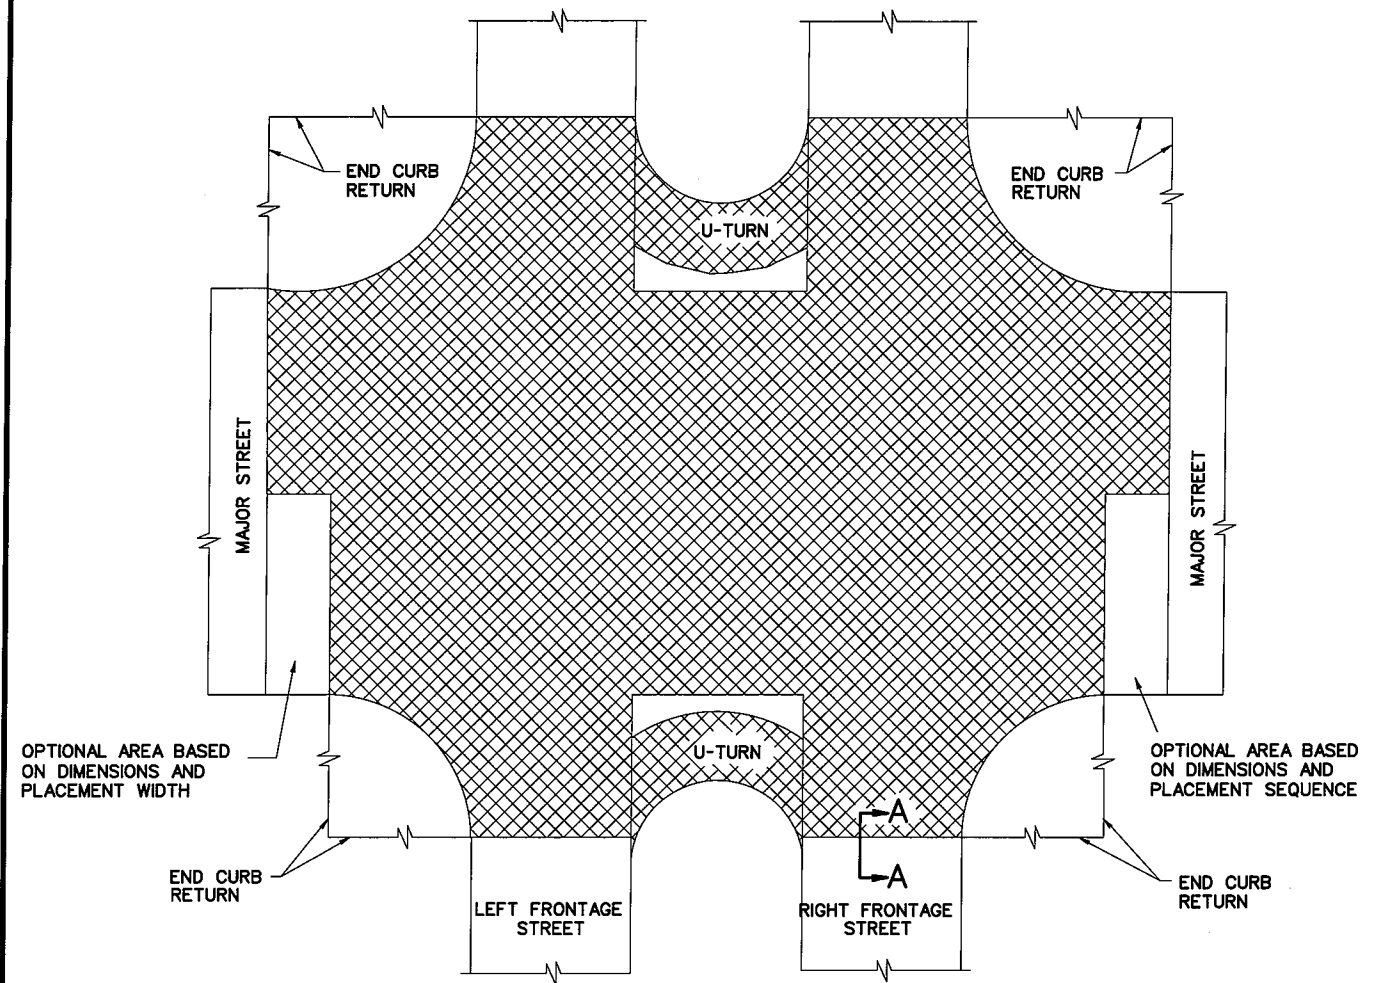 END CURB
RETURN
END CURB
RETURN
U-TURN
MAJOR STREET
MAJOR STREET
OPTIONAL AREA BASED
ON DIMENSIONS AND
PLACEMENT WIDTH
U-TURN
OPTIONAL AREA BASED
ON DIMENSIONS AND
PLACEMENT SEQUENCE
A
A
END CURB
RETURN
END CURB
RETURN
LEFT FRONTAGE
STREET
RIGHT FRONTAGE
STREET